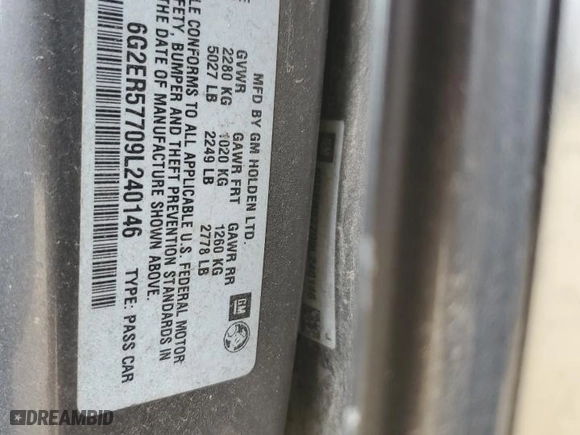 MFD BY GM HOLDEN LTD.
GVWR GAWR FRT GAWR RR
2280 KG 1020 KG 1260 KG
5027 LB 2249 LB 2778 LB
LE CONFORMS TO ALL APPLICABLE U.S. FEDERAL MOTOR
AFETY, BUMPER AND THEFT PREVENTION STANDARDS IN
THE DATE OF MANUFACTURE SHOWN ABOVE.
6G2ER57709L240146 TYPE: PASS CAR
GM
DREAMBID